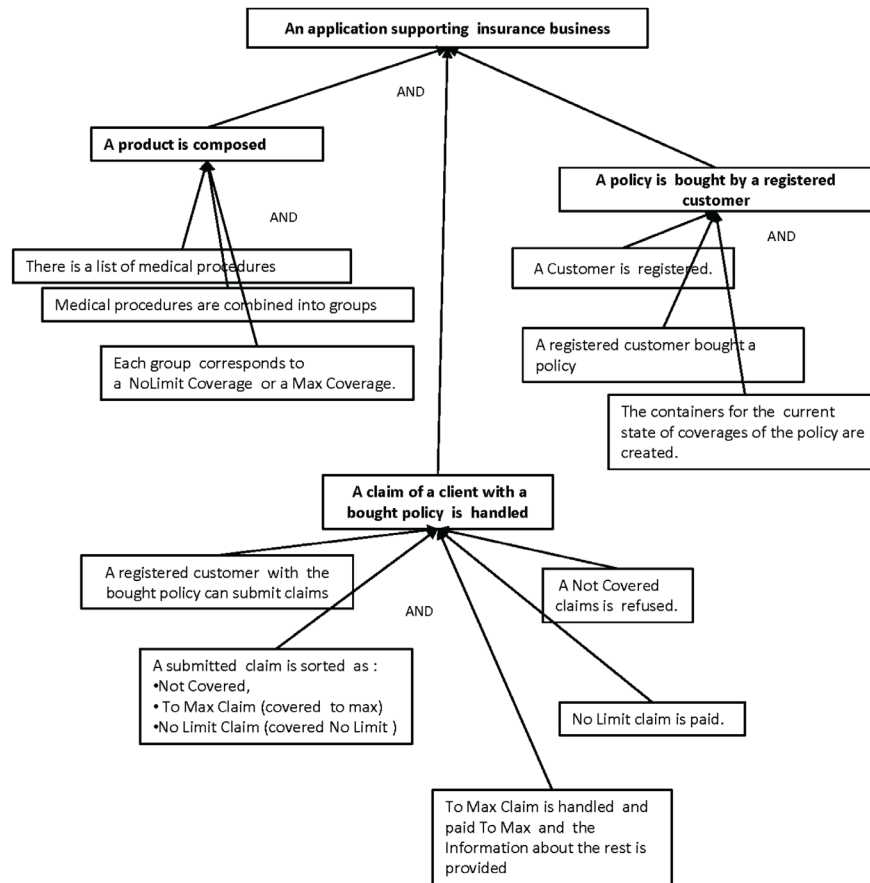 An application supporting insurance business
AND
A product is composed
A policy is bought by a registered
customer
AND
AND
There is a list of medical procedures
A Customer is registered.
Medical procedures are combined into groups
A registered customer bought a
policy
Each group corresponds to
a NoLimit Coverage or a Max Coverage.
The containers for the current
state of coverages of the policy are
created.
A claim of a client with a
bought policy is handled
A registered customer with the
bought policy can submit claims
A Not Covered
claims is refused.
AND
A submitted claim is sorted as :
•Not Covered,
•To Max Claim (covered to max)
•No Limit Claim (covered No Limit )
No Limit claim is paid.
To Max Claim is handled and
paid To Max and the
Information about the rest is
provided